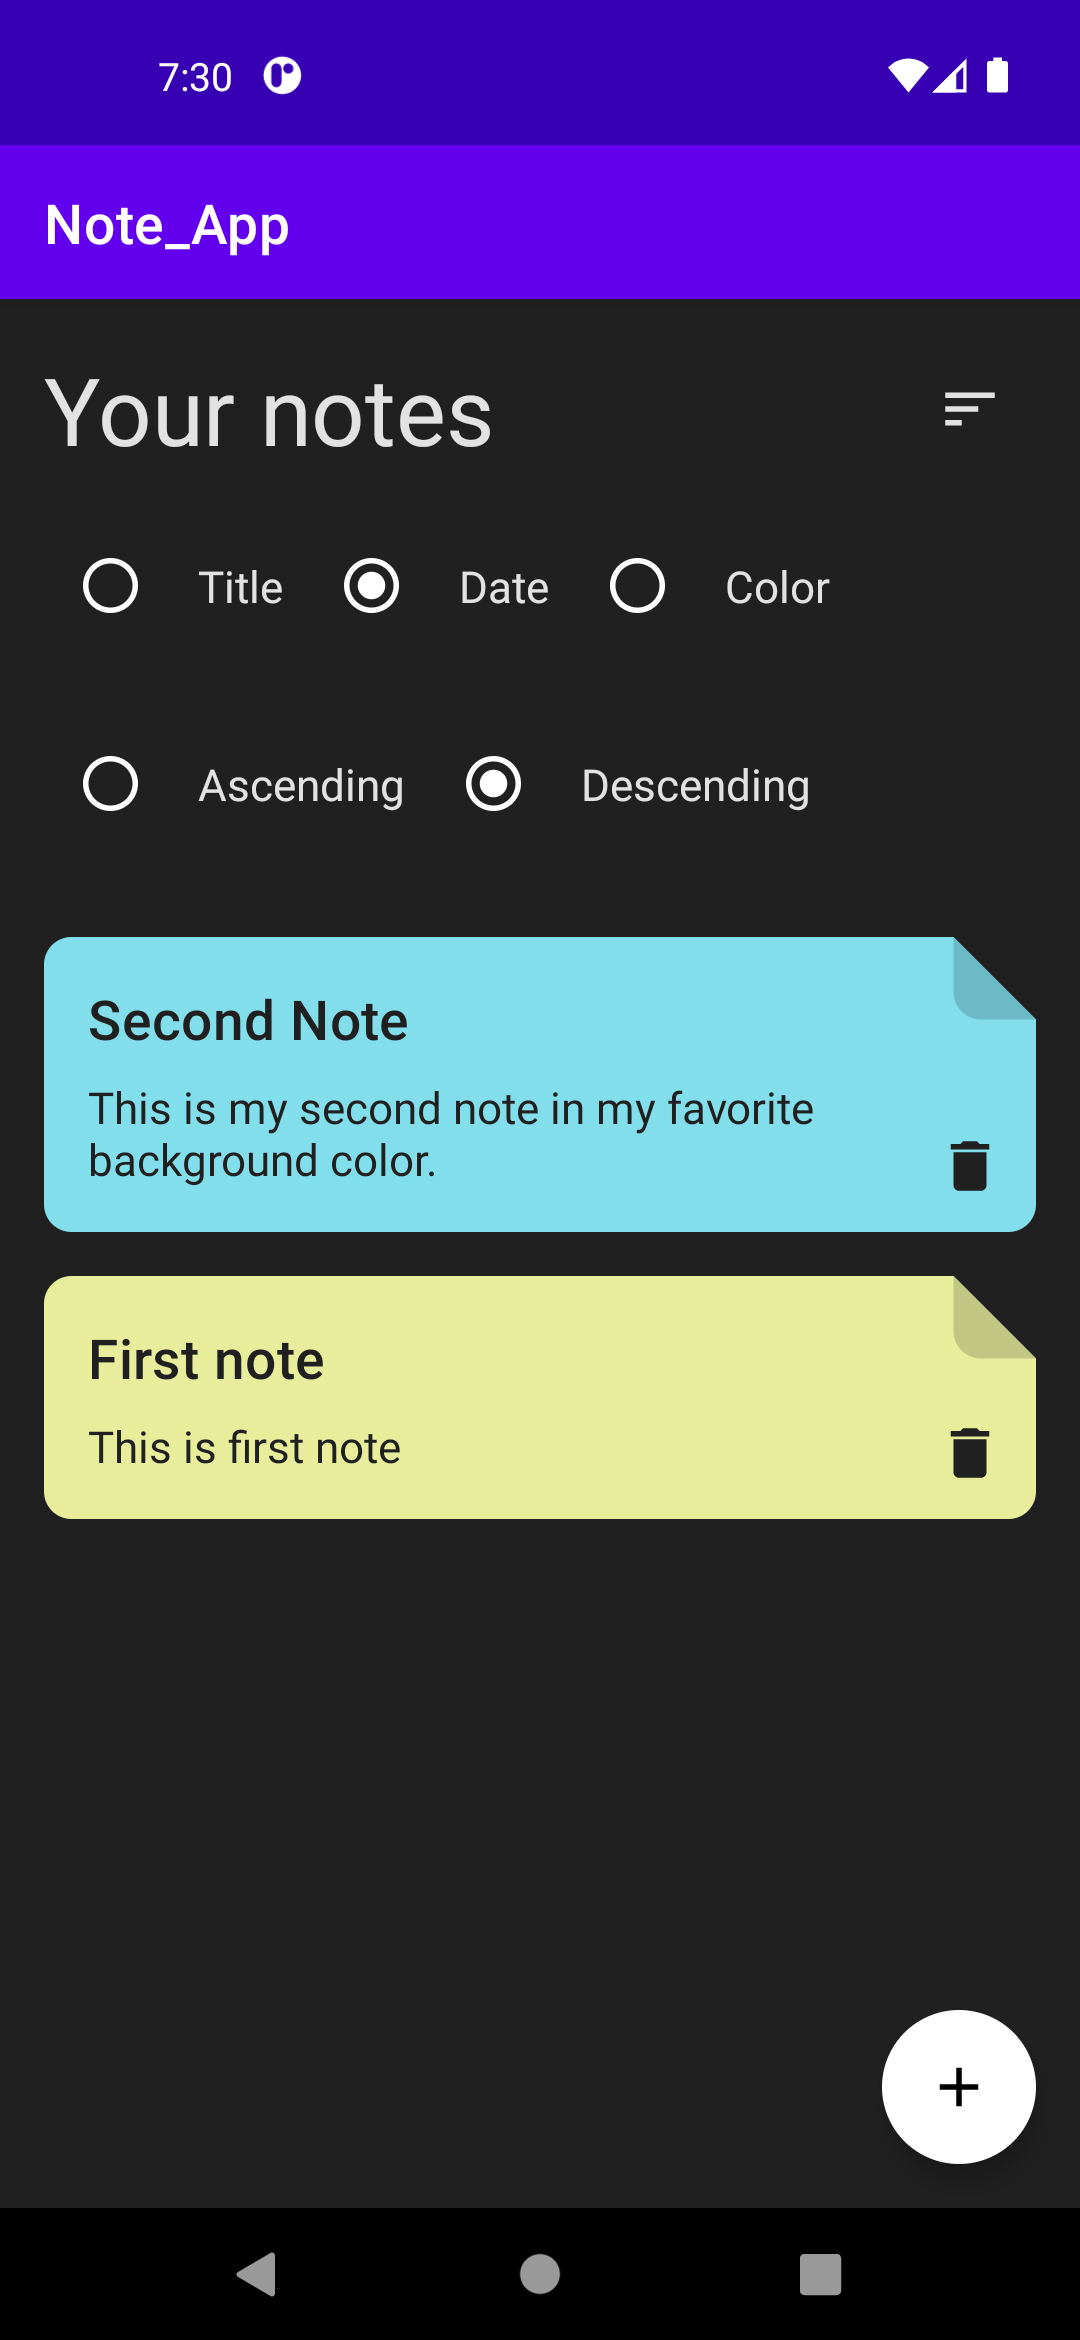 7:30
Note_App
Your notes
Title Date Color
Ascending Descending
Second Note
This is my second note in my favorite
background color.
First note
This is first note